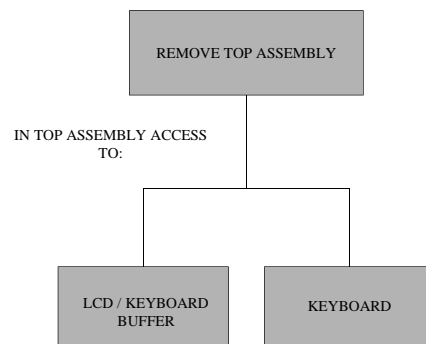 REMOVE TOP ASSEMBLY
IN TOP ASSEMBLY ACCESS
TO:
LCD / KEYBOARD
BUFFER
KEYBOARD